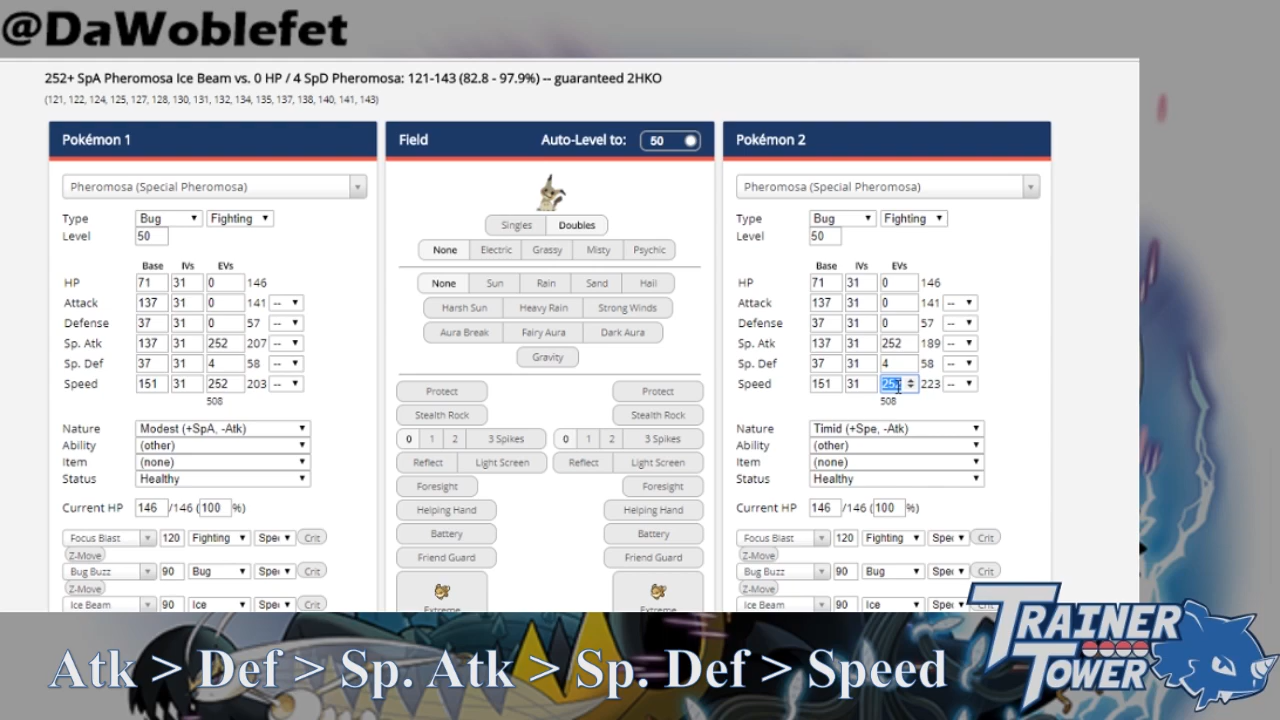 @DaWoblefet
252+ SpA Pheromosa Ice Beam vs. 0 HP / 4 SpD Pheromosa: 121-143 (82.8 - 97.9%) -- guaranteed 2HKO
(121, 122, 124, 125, 127, 128, 130, 131, 132, 134, 135, 137, 138, 140, 141, 143)
Pokémon 1
Pheromosa (Special Pheromosa)
Type Bug Fighting
Level 50
Base IVs EVs
HP 71 31 0 146
Attack 137 31 0 141 --
Defense 37 31 0 57 --
Sp. Atk 137 31 252 207 --
Sp. Def 37 31 4 58 --
Speed 151 31 252 203 --
508
Nature Modest (+SpA, -Atk)
Ability (other)
Item (none)
Status Healthy
Current HP 146 /146 (100 %)
Focus Blast 120 Fighting Spe Crit
Z-Move
Bug Buzz 90 Bug Spe Crit
Z-Move
Ice Beam 90 Ice Spe Crit
Field Auto-Level to: 50
Singles Doubles
None Electric Grassy Misty Psychic
None Sun Rain Sand Hail
Harsh Sun Heavy Rain Strong Winds
Aura Break Fairy Aura Dark Aura
Gravity
Protect Protect
Stealth Rock Stealth Rock
0 1 2 3 Spikes 0 1 2 3 Spikes
Reflect Light Screen Reflect Light Screen
Foresight Foresight
Helping Hand Helping Hand
Battery Battery
Friend Guard Friend Guard
Extreme Extreme
Pokémon 2
Pheromosa (Special Pheromosa)
Type Bug Fighting
Level 50
Base IVs EVs
HP 71 31 0 146
Attack 137 31 0 141 --
Defense 37 31 0 57 --
Sp. Atk 137 31 252 189 --
Sp. Def 37 31 4 58 --
Speed 151 31 223 --
508
Nature Timid (+Spe, -Atk)
Ability (other)
Item (none)
Status Healthy
Current HP 146 /146 (100 %)
Focus Blast 120 Fighting Spe Crit
Z-Move
Bug Buzz 90 Bug Spe Crit
Z-Move
Ice Beam 90 Ice Spe Crit
Atk > Def > Sp. Atk > Sp. Def > Speed
TRAINER
TOWER